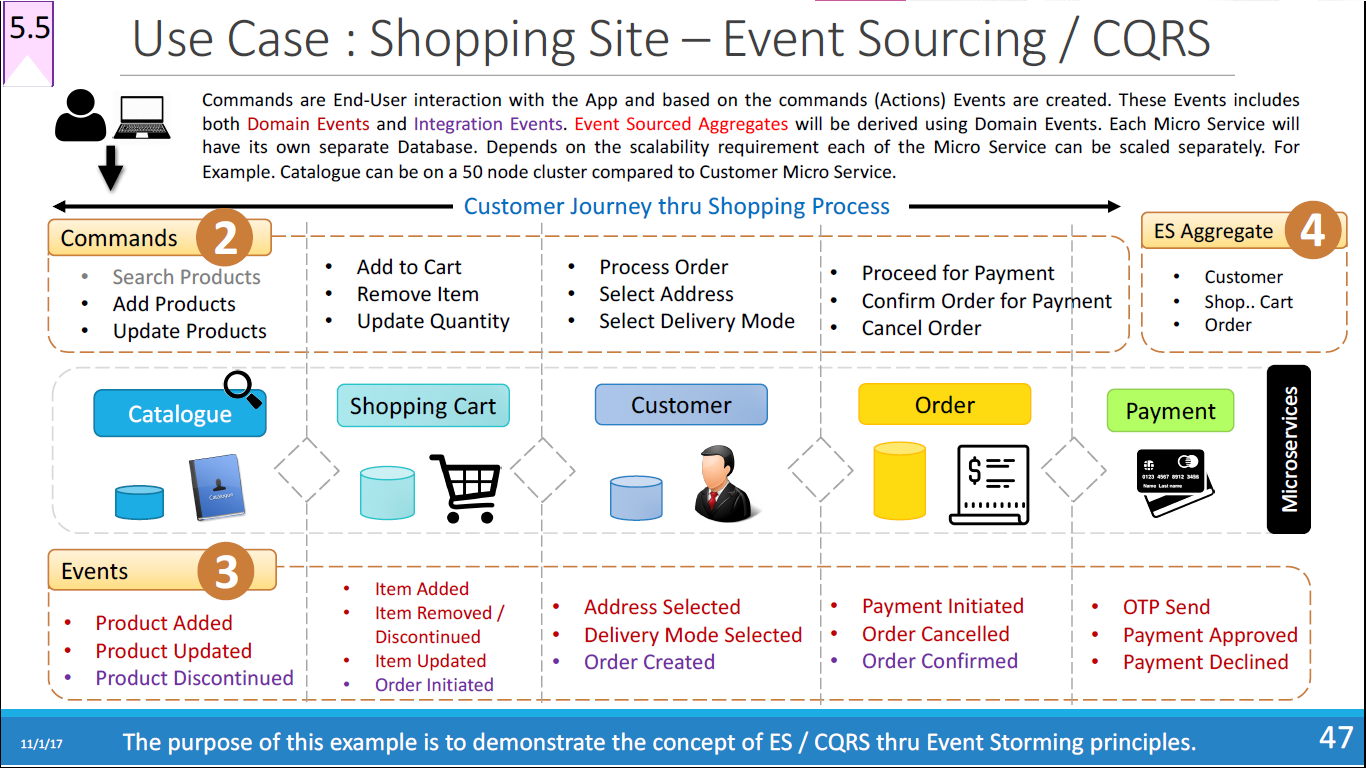 5.5
Use Case : Shopping Site – Event Sourcing / CQRS
Commands are End-User interaction with the App and based on the commands (Actions) Events are created. These Events includes
both Domain Events and Integration Events. Event Sourced Aggregates will be derived using Domain Events. Each Micro Service will
have its own separate Database. Depends on the scalability requirement each of the Micro Service can be scaled separately. For
Example. Catalogue can be on a 50 node cluster compared to Customer Micro Service.
Customer Journey thru Shopping Process
Commands 2
• Search Products
• Add Products
• Update Products
• Add to Cart
• Remove Item
• Update Quantity
• Process Order
• Select Address
• Select Delivery Mode
• Proceed for Payment
• Confirm Order for Payment
• Cancel Order
ES Aggregate 4
• Customer
• Shop.. Cart
• Order
Catalogue
Catalogue
Shopping Cart
Customer
Order
$
Payment
0123 4567 8912 3456
Name Last name
Microservices
Events 3
• Product Added
• Product Updated
• Product Discontinued
• Item Added
• Item Removed /
Discontinued
• Item Updated
• Order Initiated
• Address Selected
• Delivery Mode Selected
• Order Created
• Payment Initiated
• Order Cancelled
• Order Confirmed
• OTP Send
• Payment Approved
• Payment Declined
11/1/17
The purpose of this example is to demonstrate the concept of ES / CQRS thru Event Storming principles.
47